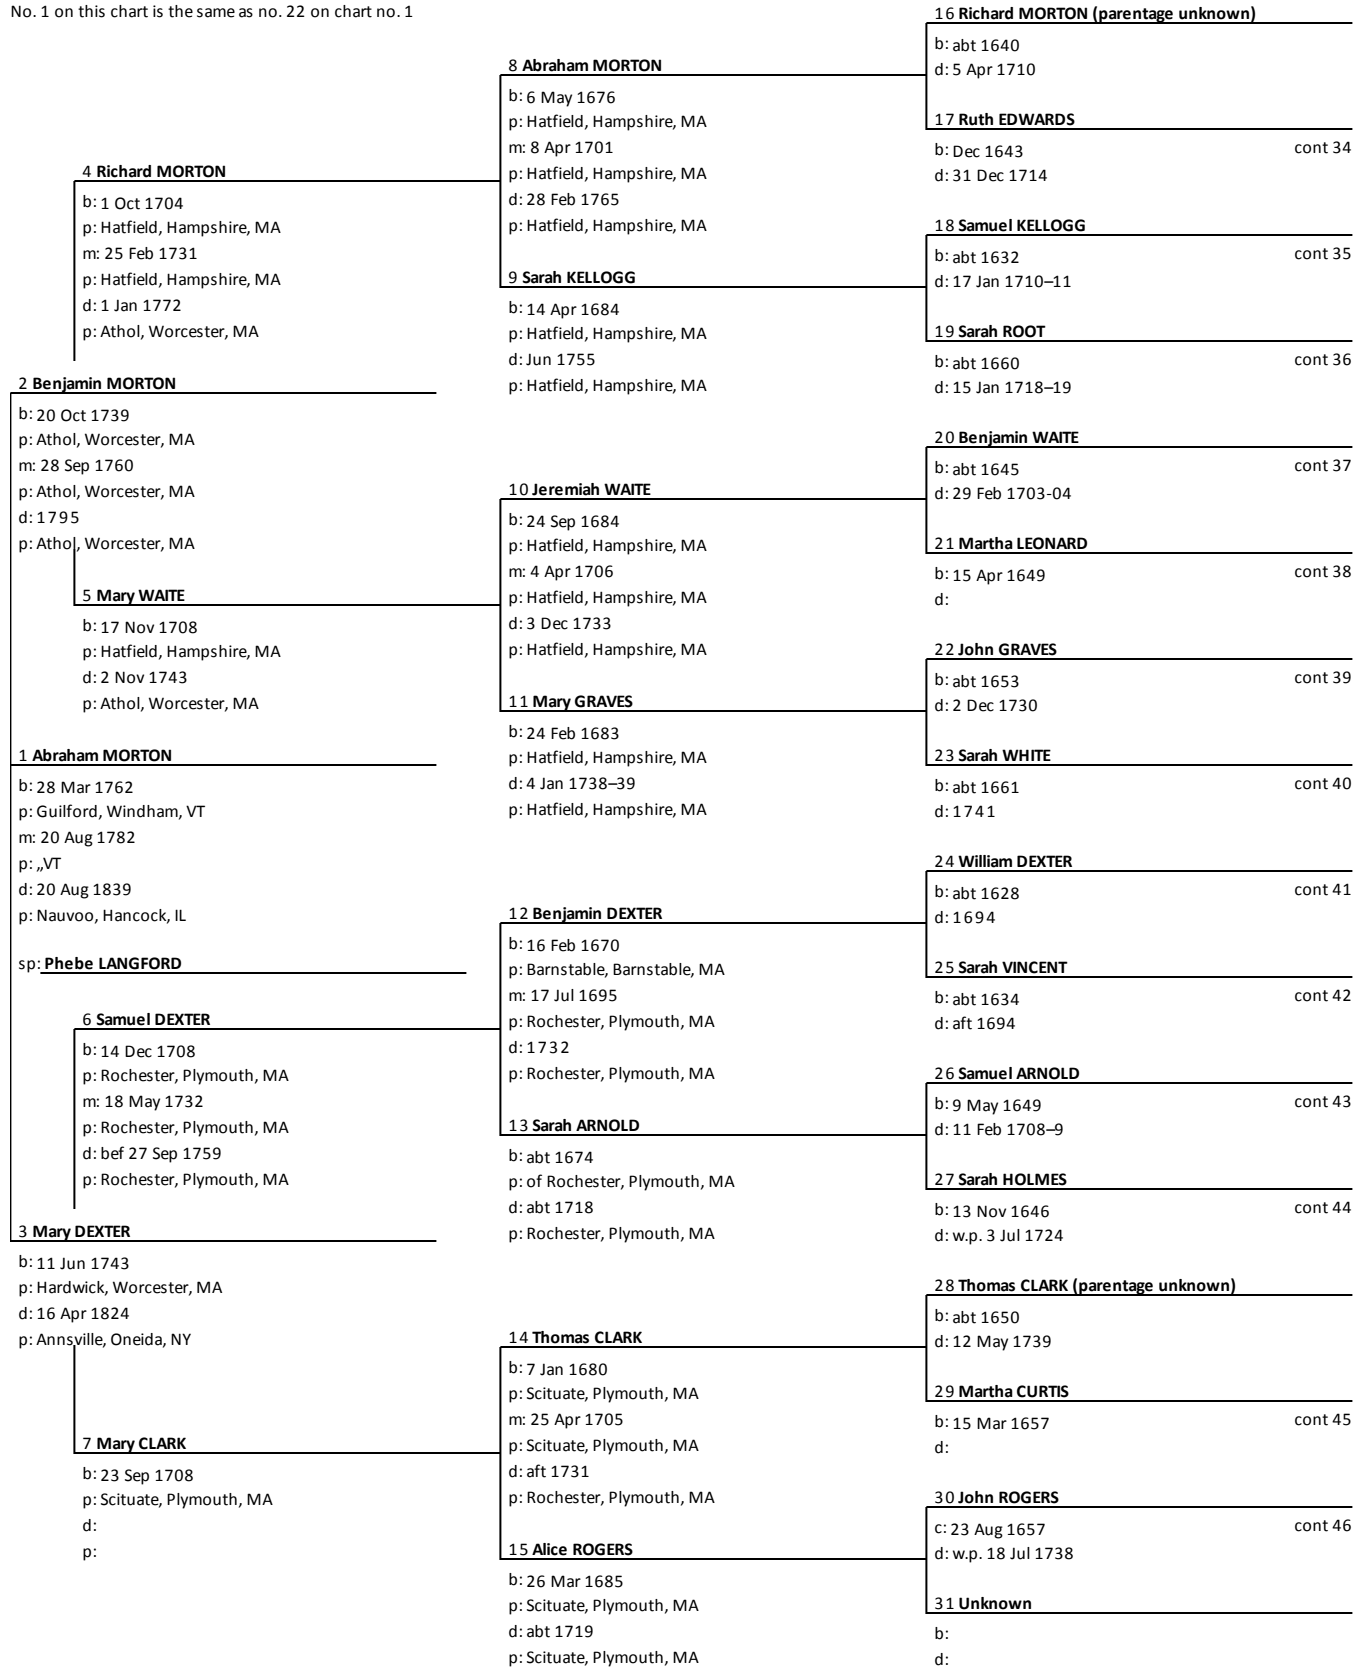 No. 1 on this chart is the same as no. 22 on chart no. 1
2 Benjamin MORTON
b: 20 Oct 1739
p: Athol, Worcester, MA
m: 28 Sep 1760
p: Athol, Worcester, MA
d: 1795
p: Athol, Worcester, MA
1 Abraham MORTON
b: 28 Mar 1762
p: Guilford, Windham, VT
m: 20 Aug 1782
p: „VT
d: 20 Aug 1839
p: Nauvoo, Hancock, IL
sp: Phebe LANGFORD
3 Mary DEXTER
b: 11 Jun 1743
p: Hardwick, Worcester, MA
d: 16 Apr 1824
p: Annsville, Oneida, NY
4 Richard MORTON
b: 1 Oct 1704
p: Hatfield, Hampshire, MA
m: 25 Feb 1731
p: Hatfield, Hampshire, MA
d: 1 Jan 1772
p: Athol, Worcester, MA
5 Mary WAITE
b: 17 Nov 1708
p: Hatfield, Hampshire, MA
d: 2 Nov 1743
p: Athol, Worcester, MA
6 Samuel DEXTER
b: 14 Dec 1708
p: Rochester, Plymouth, MA
m: 18 May 1732
p: Rochester, Plymouth, MA
d: bef 27 Sep 1759
p: Rochester, Plymouth, MA
7 Mary CLARK
b: 23 Sep 1708
p: Scituate, Plymouth, MA
d:
p:
8 Abraham MORTON
b: 6 May 1676
p: Hatfield, Hampshire, MA
m: 8 Apr 1701
p: Hatfield, Hampshire, MA
d: 28 Feb 1765
p: Hatfield, Hampshire, MA
9 Sarah KELLOGG
b: 14 Apr 1684
p: Hatfield, Hampshire, MA
d: Jun 1755
p: Hatfield, Hampshire, MA
10 Jeremiah WAITE
b: 24 Sep 1684
p: Hatfield, Hampshire, MA
m: 4 Apr 1706
p: Hatfield, Hampshire, MA
d: 3 Dec 1733
p: Hatfield, Hampshire, MA
11 Mary GRAVES
b: 24 Feb 1683
p: Hatfield, Hampshire, MA
d: 4 Jan 1738–39
p: Hatfield, Hampshire, MA
12 Benjamin DEXTER
b: 16 Feb 1670
p: Barnstable, Barnstable, MA
m: 17 Jul 1695
p: Rochester, Plymouth, MA
d: 1732
p: Rochester, Plymouth, MA
13 Sarah ARNOLD
b: abt 1674
p: of Rochester, Plymouth, MA
d: abt 1718
p: Rochester, Plymouth, MA
14 Thomas CLARK
b: 7 Jan 1680
p: Scituate, Plymouth, MA
m: 25 Apr 1705
p: Scituate, Plymouth, MA
d: aft 1731
p: Rochester, Plymouth, MA
15 Alice ROGERS
b: 26 Mar 1685
p: Scituate, Plymouth, MA
d: abt 1719
p: Scituate, Plymouth, MA
16 Richard MORTON (parentage unknown)
b: abt 1640
d: 5 Apr 1710
17 Ruth EDWARDS
b: Dec 1643 cont 34
d: 31 Dec 1714
18 Samuel KELLOGG
b: abt 1632 cont 35
d: 17 Jan 1710–11
19 Sarah ROOT
b: abt 1660 cont 36
d: 15 Jan 1718–19
20 Benjamin WAITE
b: abt 1645 cont 37
d: 29 Feb 1703-04
21 Martha LEONARD
b: 15 Apr 1649 cont 38
d:
22 John GRAVES
b: abt 1653 cont 39
d: 2 Dec 1730
23 Sarah WHITE
b: abt 1661 cont 40
d: 1741
24 William DEXTER
b: abt 1628 cont 41
d: 1694
25 Sarah VINCENT
b: abt 1634 cont 42
d: aft 1694
26 Samuel ARNOLD
b: 9 May 1649 cont 43
d: 11 Feb 1708–9
27 Sarah HOLMES
b: 13 Nov 1646 cont 44
d: w.p. 3 Jul 1724
28 Thomas CLARK (parentage unknown)
b: abt 1650
d: 12 May 1739
29 Martha CURTIS
b: 15 Mar 1657 cont 45
d:
30 John ROGERS
c: 23 Aug 1657 cont 46
d: w.p. 18 Jul 1738
31 Unknown
b:
d: